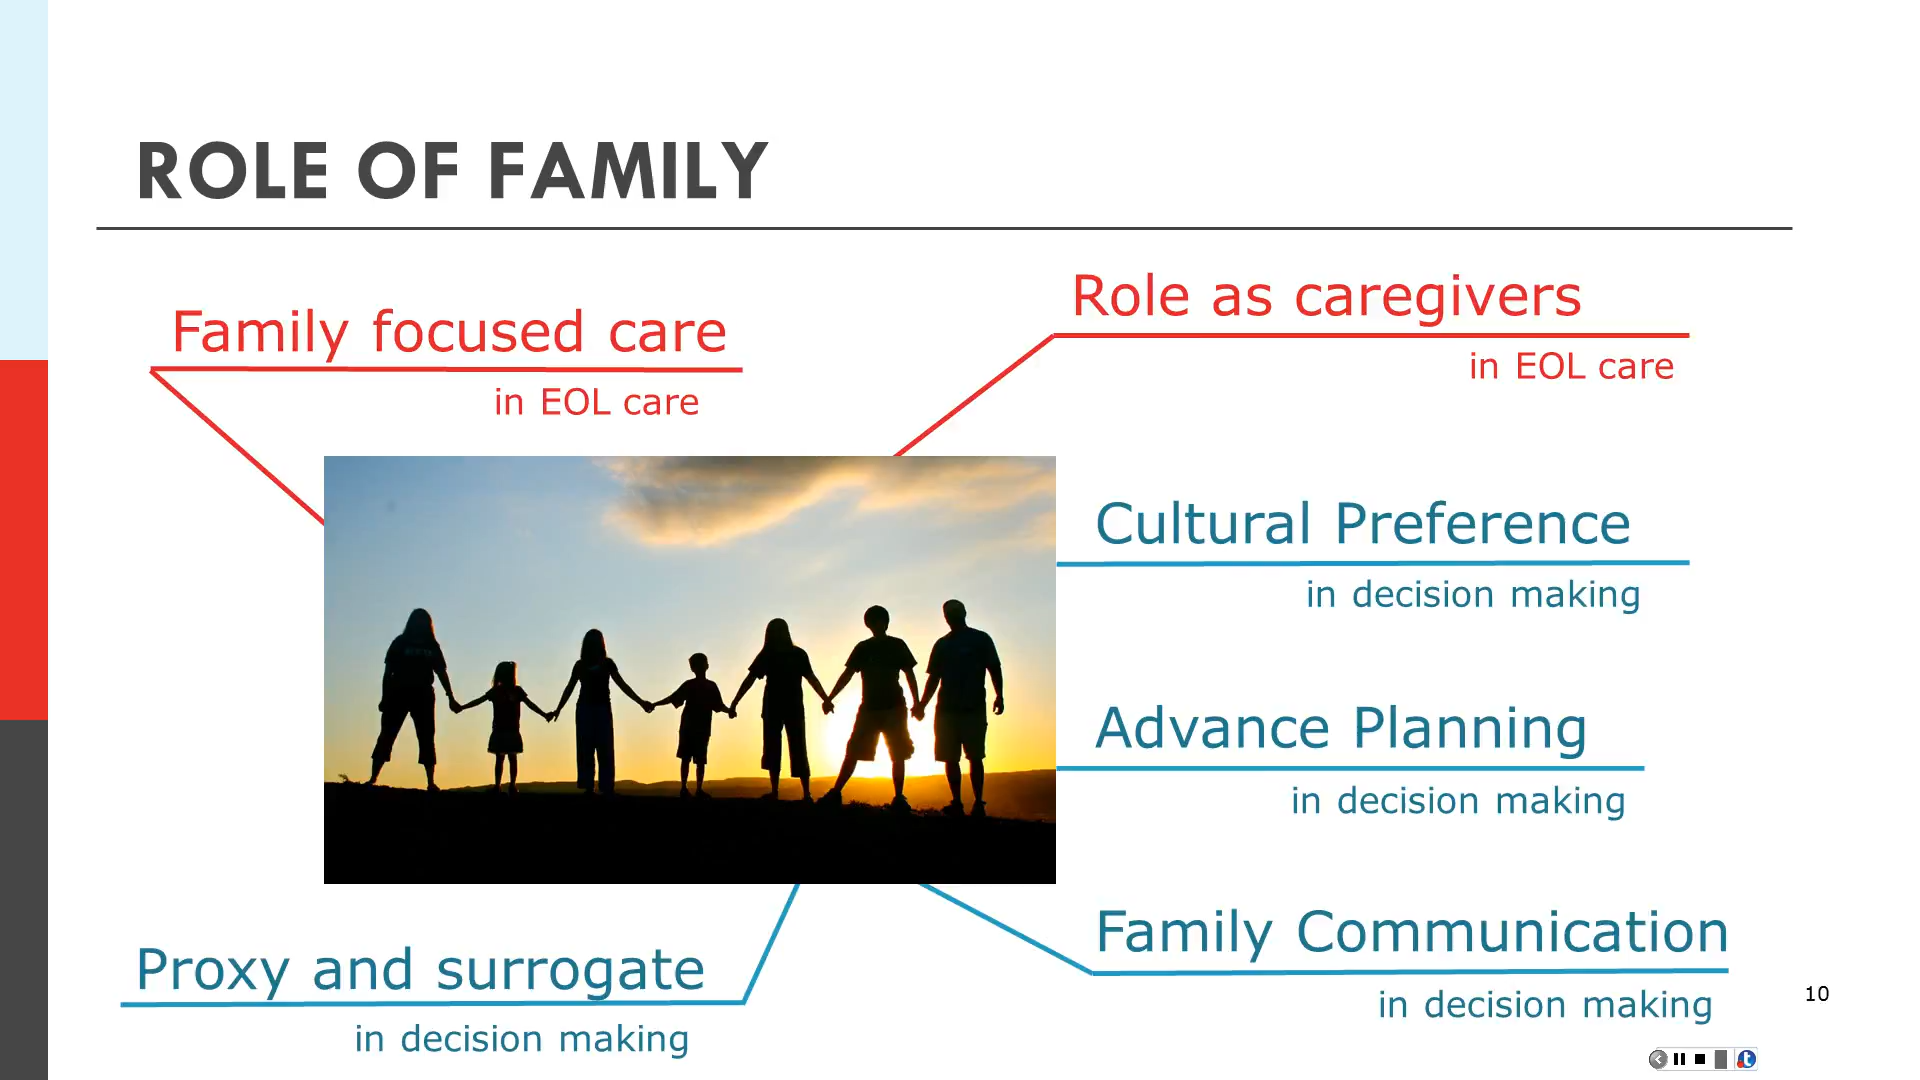 ROLE OF FAMILY
Family focused care
in EOL care
Role as caregivers
in EOL care
Cultural Preference
in decision making
Advance Planning
in decision making
Family Communication
in decision making
Proxy and surrogate
in decision making
10